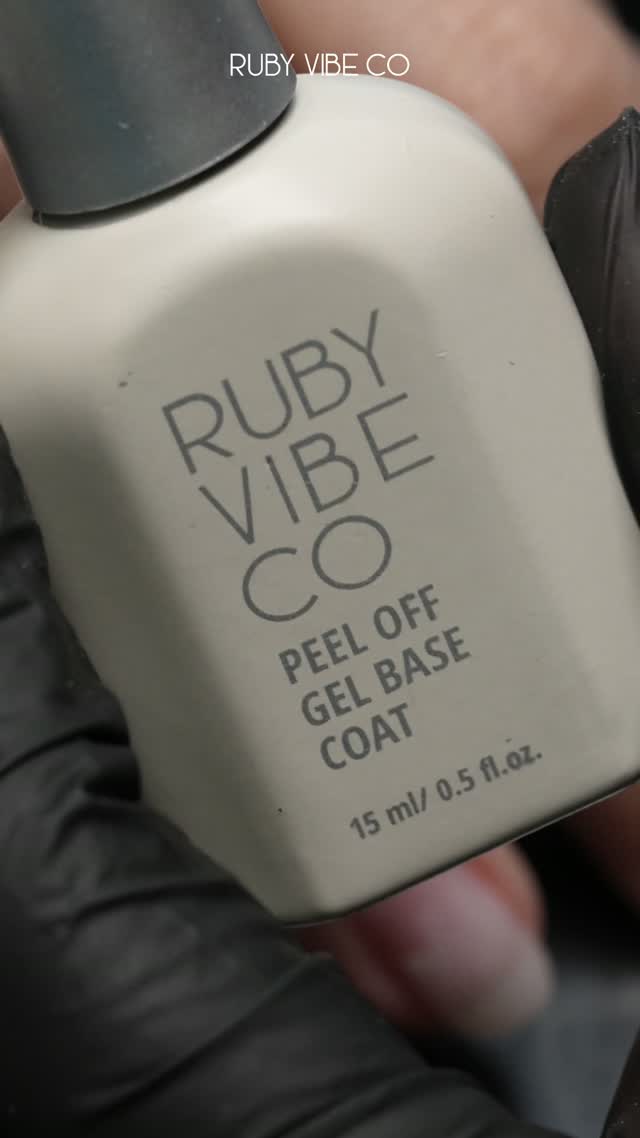 RUBY VIBE CO
RUBY
VIBE
CO
PEEL OFF
GEL BASE
COAT
15 ml/ 0.5 fl.oz.